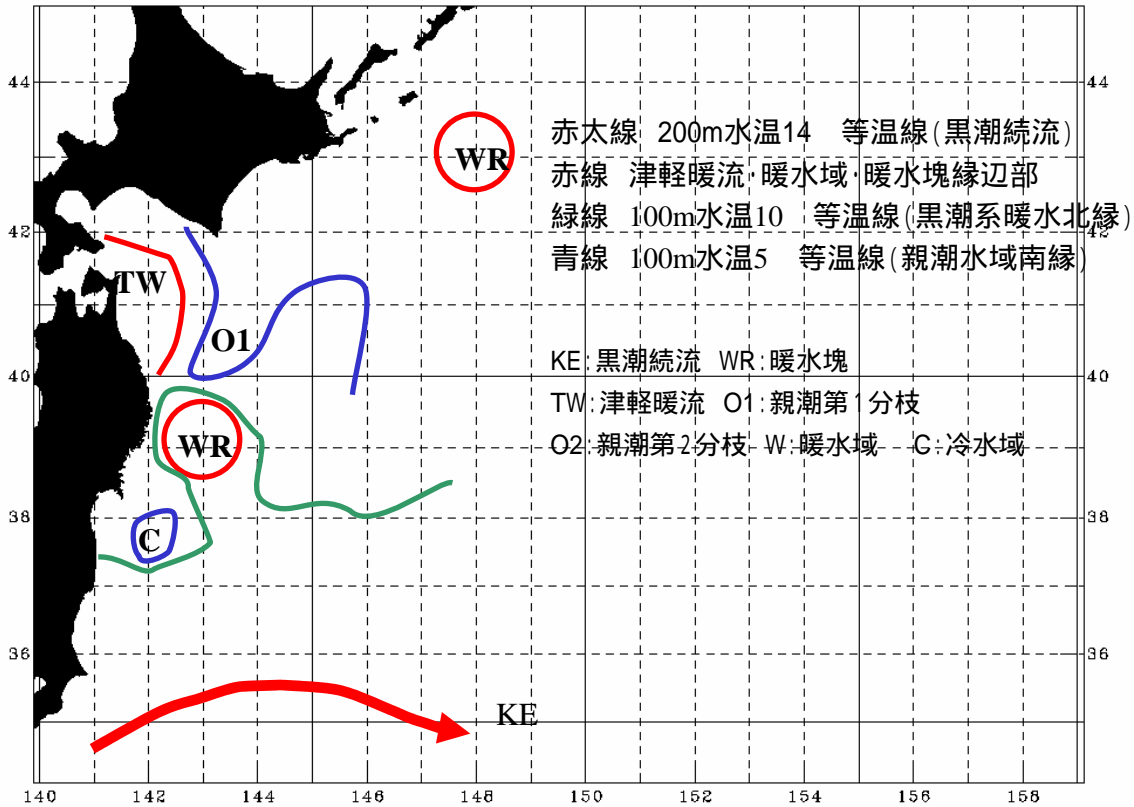 44
44
赤太線 200m水温14 等温線(黒潮続流)
WR
赤線 津軽暖流・暖水域・暖水塊縁辺部
緑線 100m水温10 等温線(黒潮系暖水北縁)
42
42
青線 100m水温5 等温線(親潮水域南縁)
TW
O1
KE:黒潮続流 WR:暖水塊
40
40
TW:津軽暖流 O1:親潮第1分枝
WR
O2:親潮第2分枝 W:暖水域 C:冷水域
38
38
C
36
36
KE
140 142 144 146 148 150 152 154 156 158